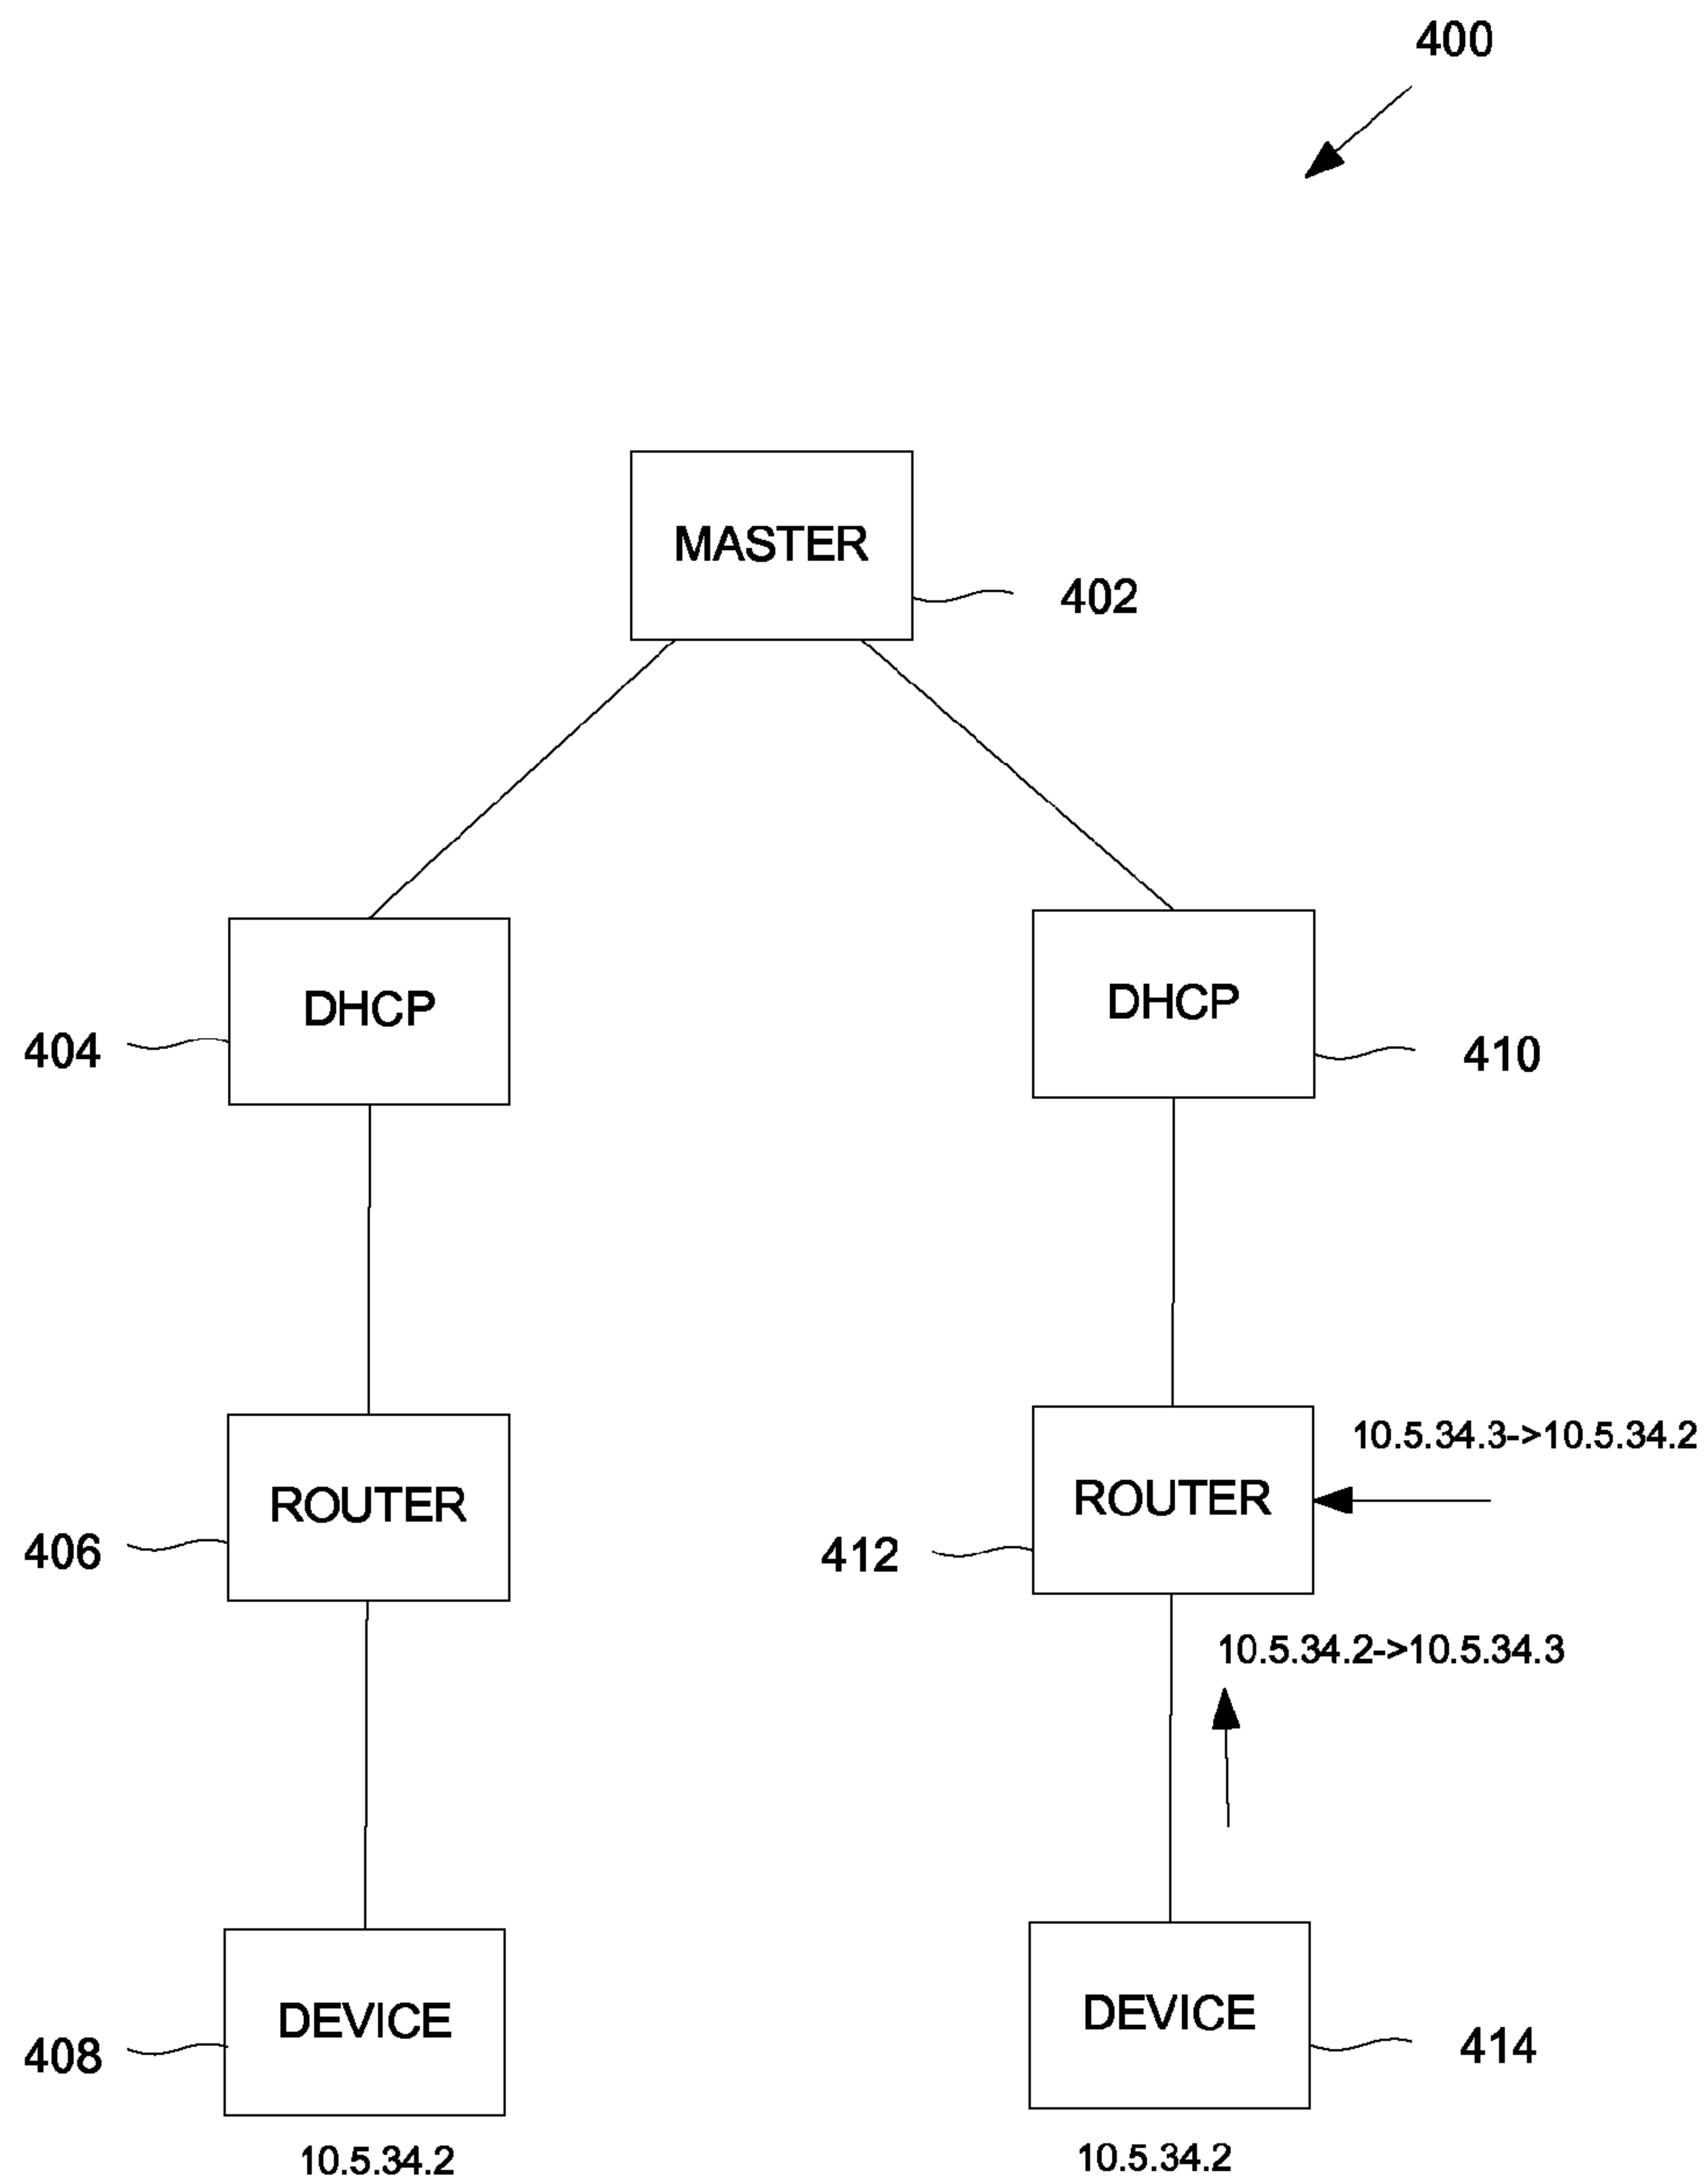 400
MASTER
402
DHCP
404
DHCP
410
ROUTER
406
ROUTER
412
10.5.34.3->10.5.34.2
10.5.34.2->10.5.34.3
DEVICE
408
10.5.34.2
DEVICE
414
10.5.34.2